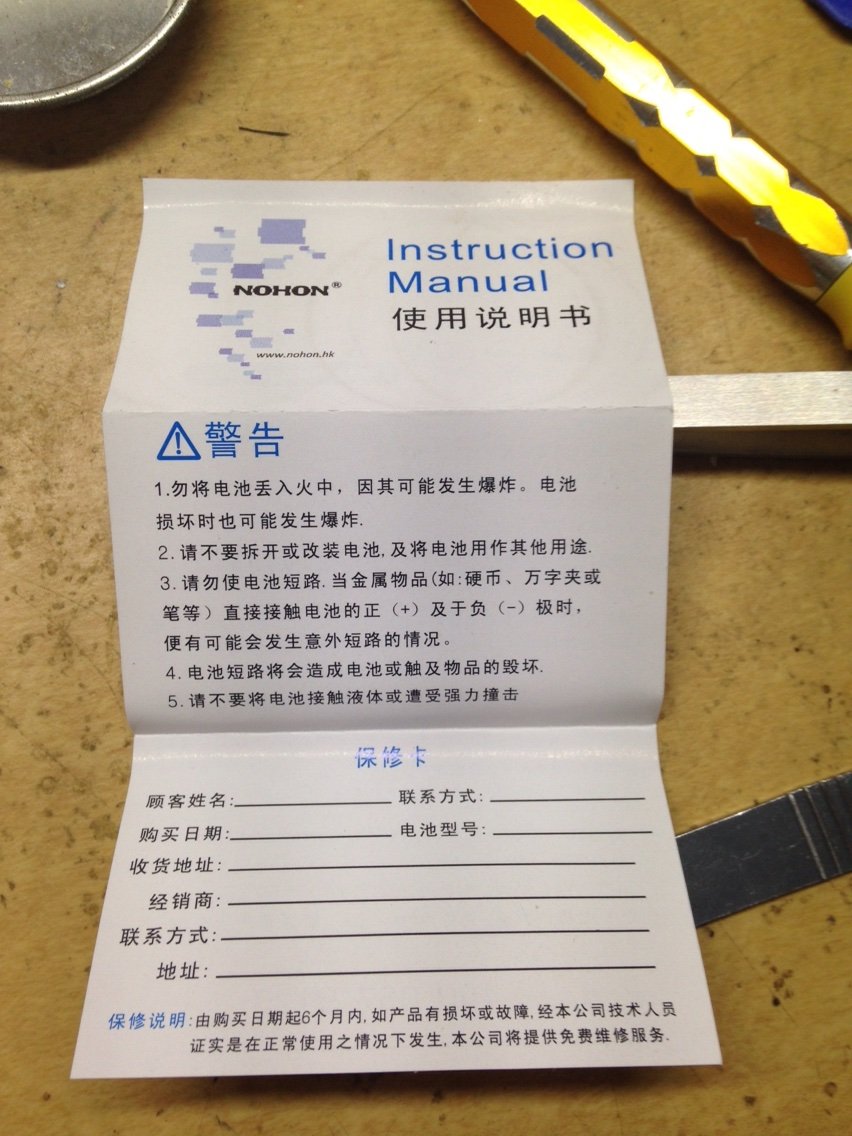 NOHON®
www.nohon.hk
Instruction
Manual
使用说明书
警告
1.勿将电池丢入火中，因其可能发生爆炸。电池
损坏时也可能发生爆炸.
2.请不要拆开或改装电池,及将电池用作其他用途.
3.请勿使电池短路.当金属物品(如:硬币、万字夹或
笔等）直接接触电池的正（+）及于负（-）极时，
便有可能会发生意外短路的情况。
4.电池短路将会造成电池或触及物品的毁坏.
5.请不要将电池接触液体或遭受强力撞击
保修卡
顾客姓名: 联系方式:
购买日期: 电池型号:
收货地址:
经销商:
联系方式:
地址:
保修说明:由购买日期起6个月内,如产品有损坏或故障,经本公司技术人员
证实是在正常使用之情况下发生,本公司将提供免费维修服务.